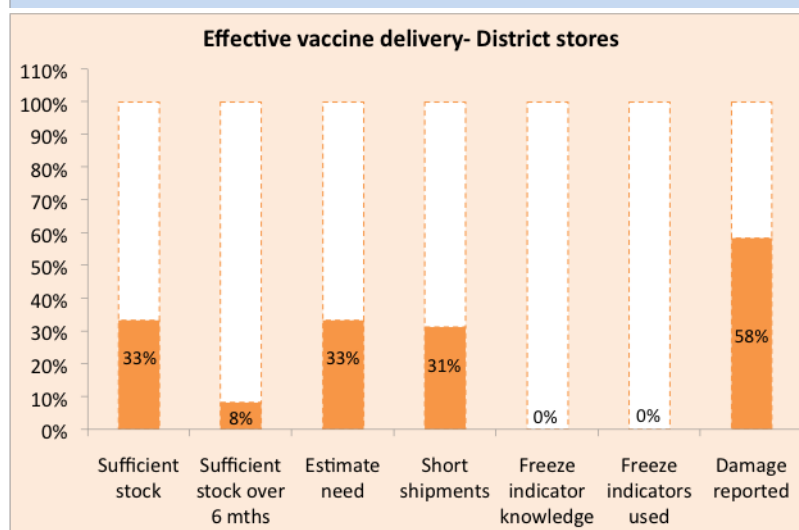 Effective vaccine delivery- District stores
110%
100%
90%
80%
70%
60%
50%
40%
30%
20%
10%
0%
33%
8%
33%
31%
0%
0%
58%
Sufficient
stock
Sufficient
stock over
6 mths
Estimate
need
Short
shipments
Freeze
indicator
knowledge
Freeze
indicators
used
Damage
reported